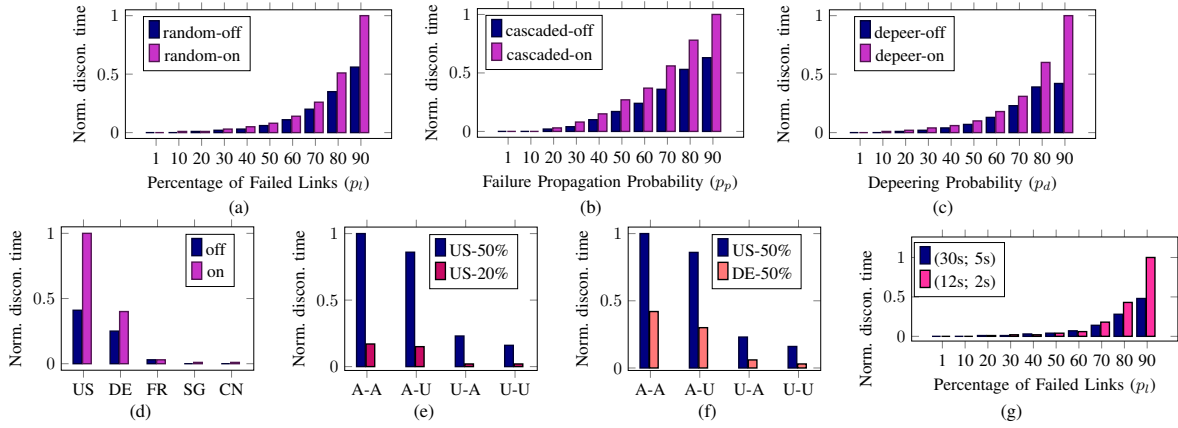 Norm. discon. time
1
0.5
0
random-off
random-on
1 10 20 30 40 50 60 70 80 90
Percentage of Failed Links (p_l)
(a)
Norm. discon. time
1
0.5
0
cascaded-off
cascaded-on
1 10 20 30 40 50 60 70 80 90
Failure Propagation Probability (p_p)
(b)
Norm. discon. time
1
0.5
0
depeer-off
depeer-on
1 10 20 30 40 50 60 70 80 90
Depeering Probability (p_d)
(c)
Norm. discon. time
1
0.5
0
off
on
US DE FR SG CN
(d)
Norm. discon. time
1
0.5
0
US-50%
US-20%
A-A A-U U-A U-U
(e)
Norm. discon. time
1
0.5
0
US-50%
DE-50%
A-A A-U U-A U-U
(f)
Norm. discon. time
1
0.5
0
(30s; 5s)
(12s; 2s)
1 10 20 30 40 50 60 70 80 90
Percentage of Failed Links (p_l)
(g)